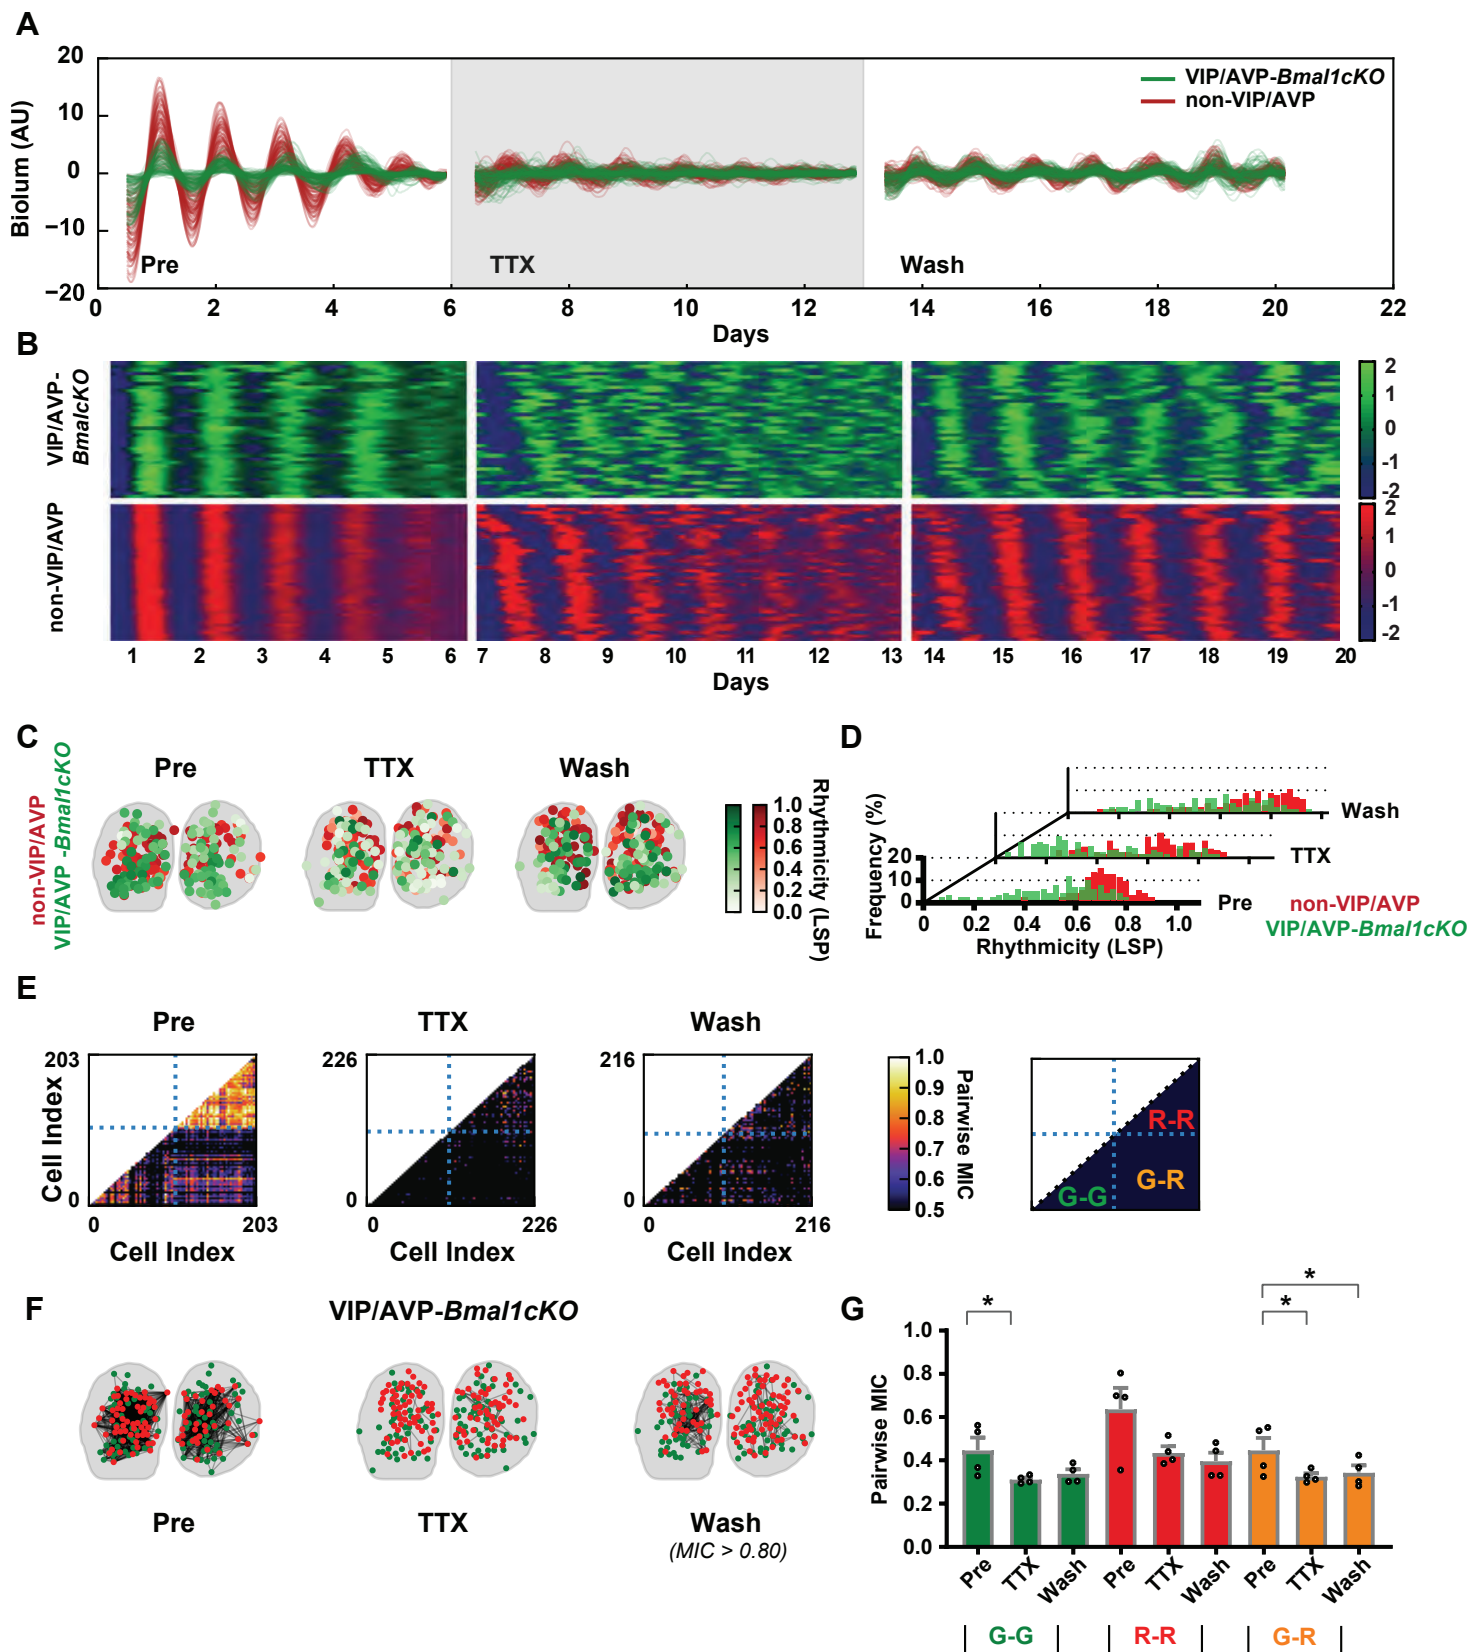 A
20
10
0
−10
−20
Biolum (AU)
VIP/AVP-Bmal1cKO
non-VIP/AVP
Pre
TTX
Wash
0 2 4 6 8 10 12 14 16 18 20 22
Days
B
VIP/AVP-
BmalcKO
non-VIP/AVP
2
1
0
-1
-2
2
1
0
-1
-2
1 2 3 4 5 6 7 8 9 10 11 12 13 14 15 16 17 18 19 20
Days
C
non-VIP/AVP
VIP/AVP -Bmal1cKO
Pre
TTX
Wash
1.0
0.8
0.6
0.4
0.2
0.0
Rhythmicity (LSP)
D
Frequency (%)
20
10
0
Wash
TTX
Pre
0 0.2 0.4 0.6 0.8 1.0
Rhythmicity (LSP)
non-VIP/AVP
VIP/AVP-Bmal1cKO
E
Pre
TTX
Wash
Cell Index
203
0
0 203
Cell Index
226
0
0 226
Cell Index
216
0
0 216
Cell Index
1.0
0.9
0.8
0.7
0.6
0.5
Pairwise MIC
R-R
G-R
G-G
F
VIP/AVP-Bmal1cKO
Pre
TTX
Wash
(MIC > 0.80)
G
* * *
Pairwise MIC
1.0
0.8
0.6
0.4
0.2
0.0
Pre TTX Wash Pre TTX Wash Pre TTX Wash
G-G R-R G-R